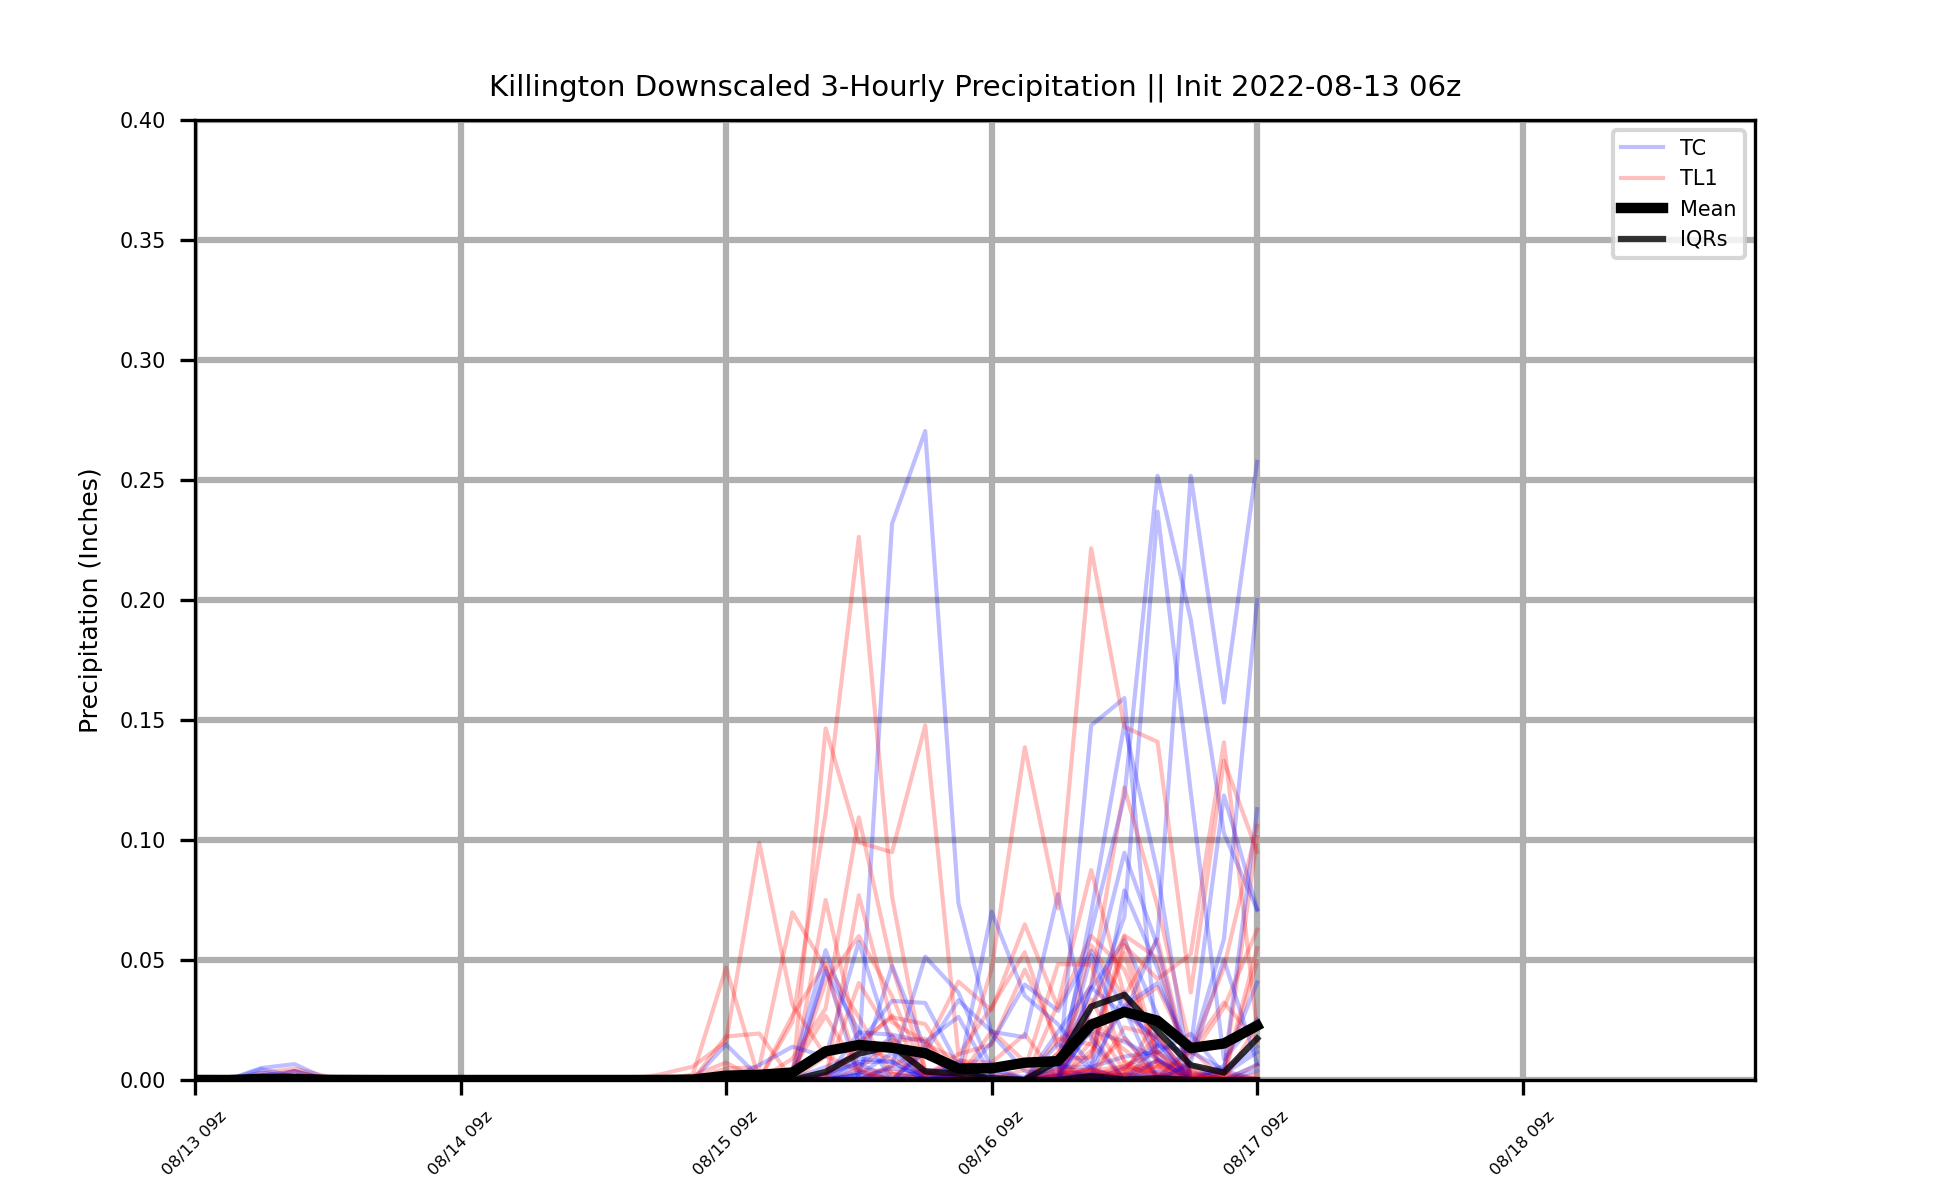 Killington Downscaled 3-Hourly Precipitation || Init 2022-08-13 06z
Precipitation (Inches)
0.40
0.35
0.30
0.25
0.20
0.15
0.10
0.05
0.00
TC
TL1
Mean
IQRs
08/13 09z
08/14 09z
08/15 09z
08/16 09z
08/17 09z
08/18 09z